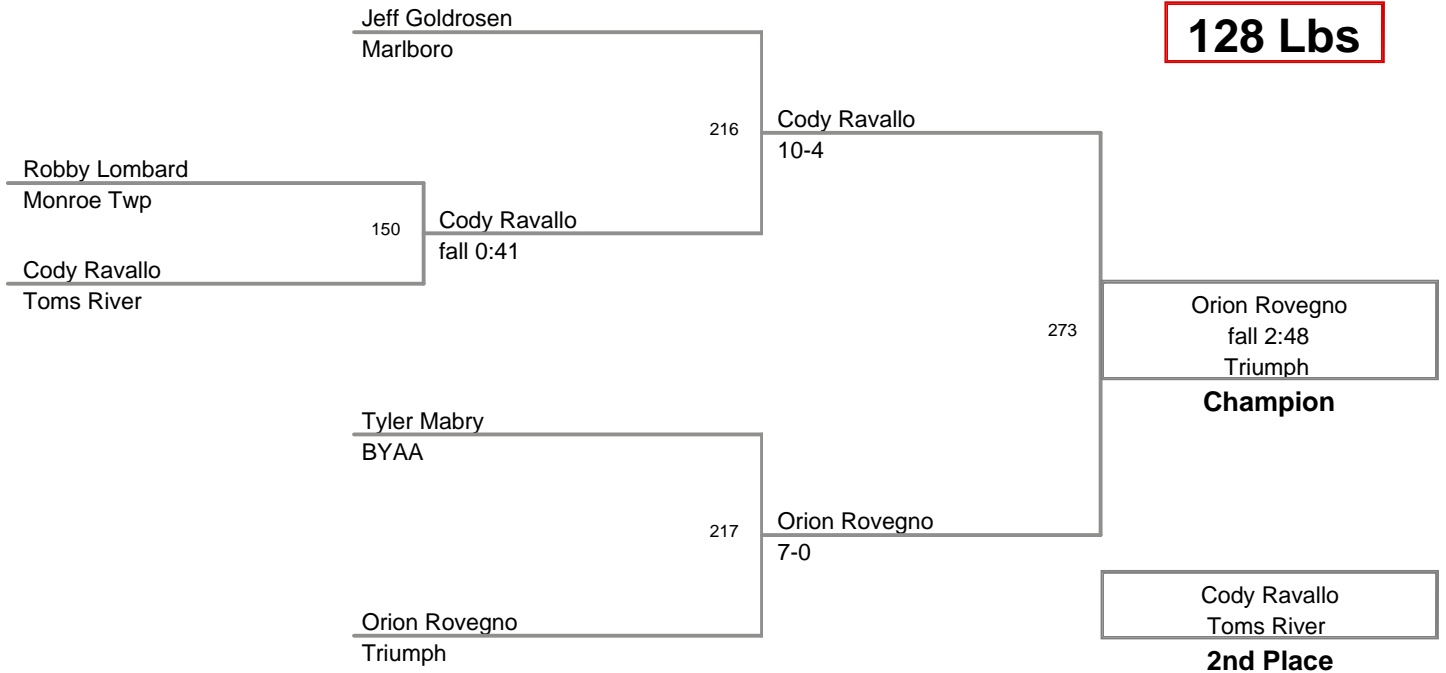 128 Lbs
Jeff Goldrosen
Marlboro
216
Cody Ravallo
10-4
Robby Lombard
Monroe Twp
150
Cody Ravallo
fall 0:41
Cody Ravallo
Toms River
273
Orion Rovegno
fall 2:48
Triumph
Champion
Tyler Mabry
BYAA
217
Orion Rovegno
7-0
Orion Rovegno
Triumph
Cody Ravallo
Toms River
2nd Place